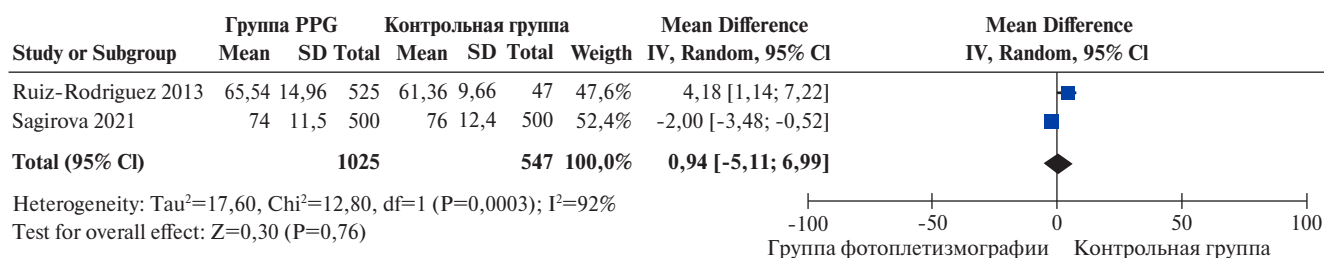 Группа PPG Контрольная группа Mean Difference Mean Difference
Study or Subgroup Mean SD Total Mean SD Total Weigth IV, Random, 95% Cl IV, Random, 95% Cl
Ruiz-Rodriguez 2013 65,54 14,96 525 61,36 9,66 47 47,6% 4,18 [1,14; 7,22]
Sagirova 2021 74 11,5 500 76 12,4 500 52,4% -2,00 [-3,48; -0,52]
Total (95% Cl) 1025 547 100,0% 0,94 [-5,11; 6,99]
Heterogeneity: Tau²=17,60, Chi²=12,80, df=1 (P=0,0003); I²=92%
Test for overall effect: Z=0,30 (P=0,76)
-100 -50 0 50 100
Группа фотоплетизмографии Контрольная группа